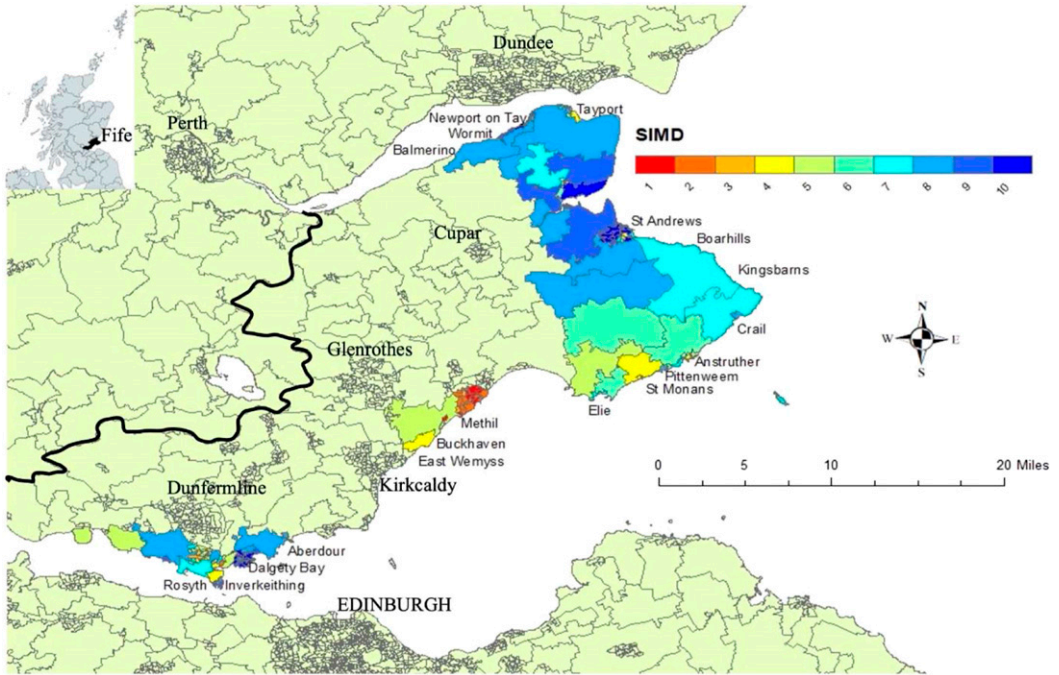 Dundee
Newport on Tay
Tayport
Wormit
Perth
Fife
Balmerino
SIMD
1 2 3 4 5 6 7 8 9 10
St Andrews
Cupar
Boarhills
Kingsbarns
N
W E
S
Crail
Glenrothes
Anstruther
Pittenweem
St Monans
Elie
Methil
Buckhaven
East Wemyss
0 5 10 20 Miles
Kirkcaldy
Dunfermline
Aberdour
Dalgety Bay
Rosyth
Inverkeithing
EDINBURGH